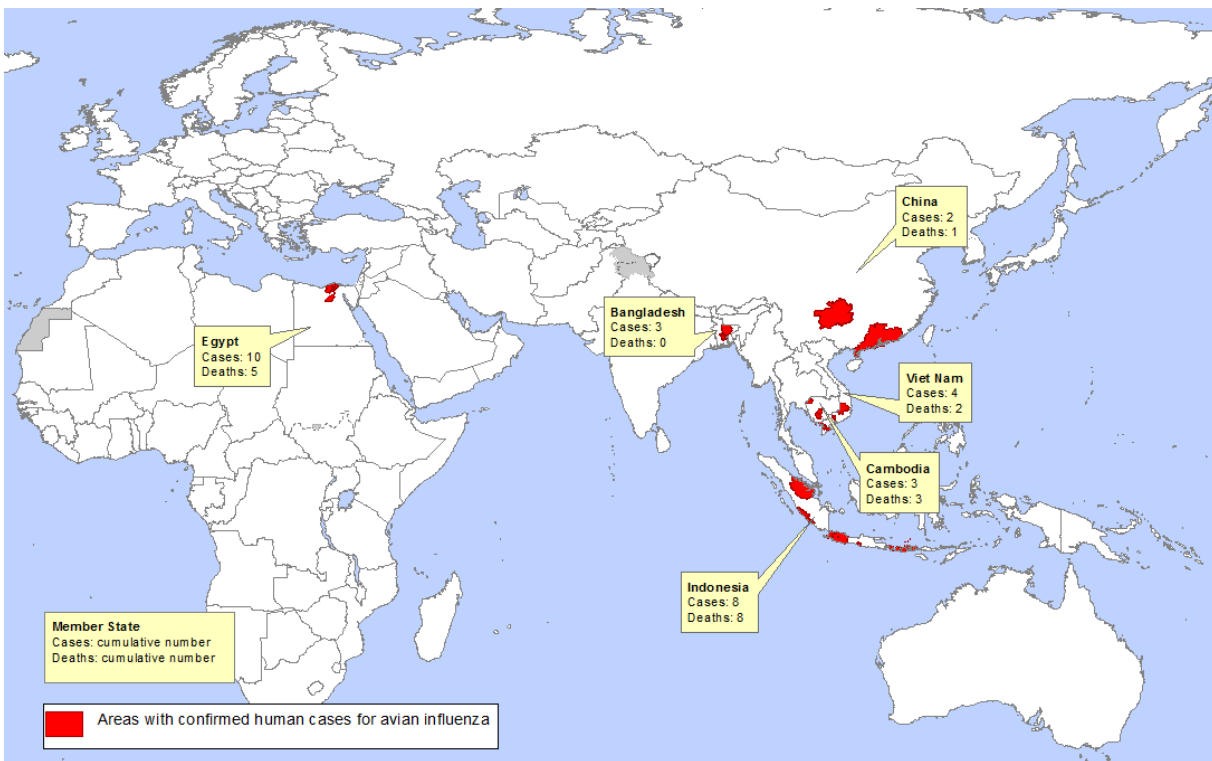 China
Cases: 2
Deaths: 1
Bangladesh
Cases: 3
Deaths: 0
Egypt
Cases: 10
Deaths: 5
Viet Nam
Cases: 4
Deaths: 2
Cambodia
Cases: 3
Deaths: 3
Indonesia
Cases: 8
Deaths: 8
Member State
Cases: cumulative number
Deaths: cumulative number
Areas with confirmed human cases for avian influenza